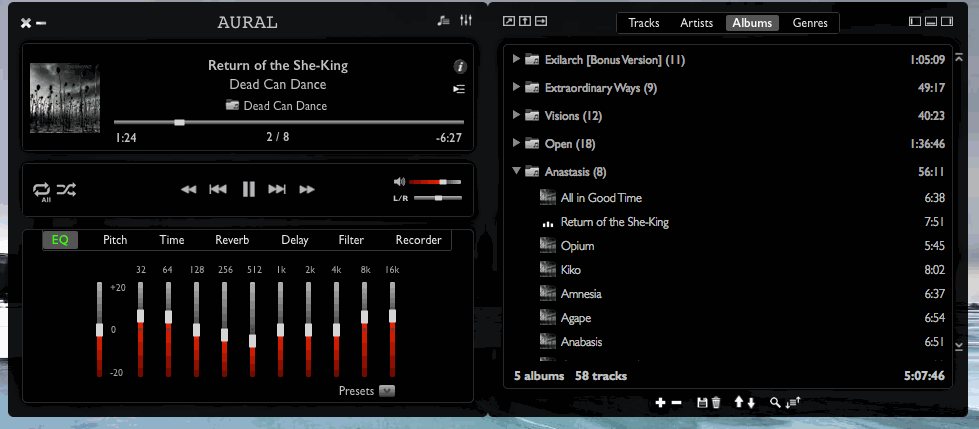 AURAL
Return of the She-King
Dead Can Dance
Dead Can Dance
1:24 2 / 8 -6:27
All
L/R
EQ Pitch Time Reverb Delay Filter Recorder
32 64 128 256 512 1k 2k 4k 8k 16k
+20
0
-20
Presets
Tracks Artists Albums Genres
Exilarch [Bonus Version] (11) 1:05:09
Extraordinary Ways (9) 49:17
Visions (12) 40:23
Open (18) 1:36:46
Anastasis (8) 56:11
All in Good Time 6:38
Return of the She-King 7:51
Opium 5:45
Kiko 8:02
Amnesia 6:37
Agape 6:54
Anabasis 6:51
5 albums 58 tracks 5:07:46